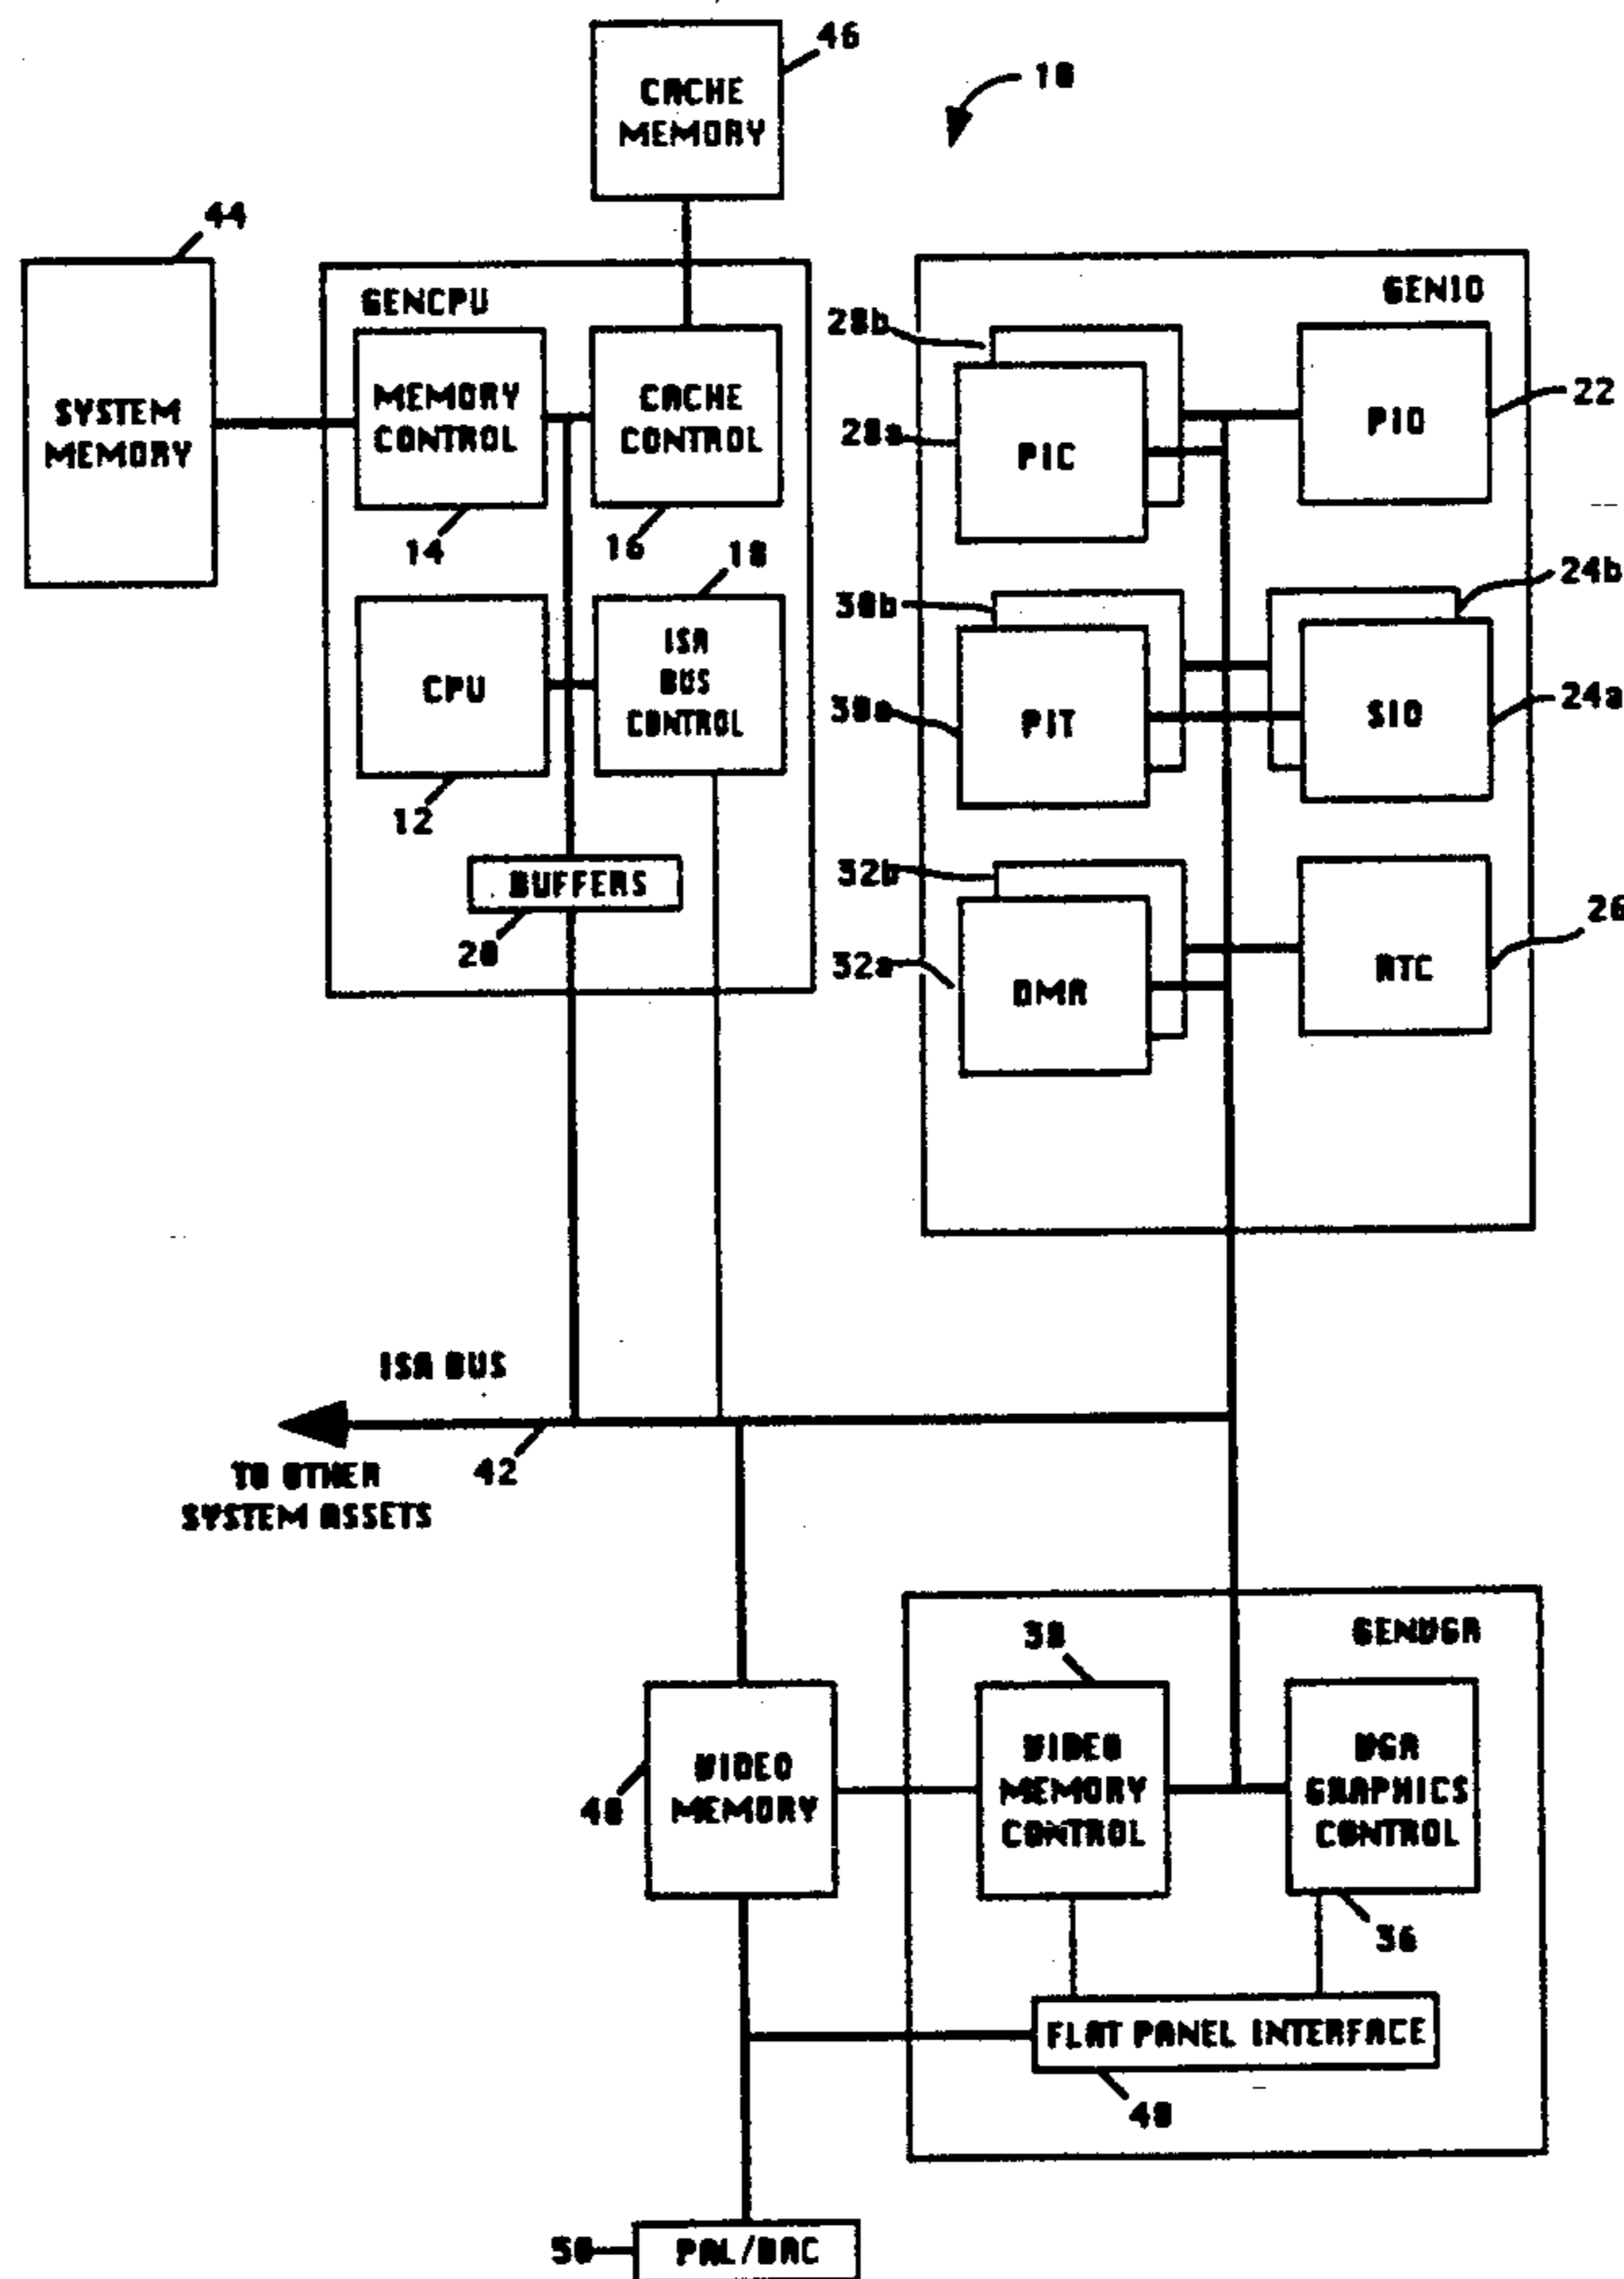 46
CACHE
MEMORY
10
44
GENCPU
GENIO
SYSTEM
MEMORY
MEMORY
CONTROL
CACHE
CONTROL
28b
28a
PIC
PIO
22
14
16
18
CPU
ISA
BUS
CONTROL
30b
30a
PIT
24b
SIO
24a
12
BUFFERS
20
32b
32a
DMA
RTC
26
ISA BUS
42
TO OTHER
SYSTEM ASSETS
GENVGA
38
VIDEO
MEMORY
48
VIDEO
MEMORY
CONTROL
VGA
GRAPHICS
CONTROL
36
FLAT PANEL INTERFACE
40
50
PAL/DAC